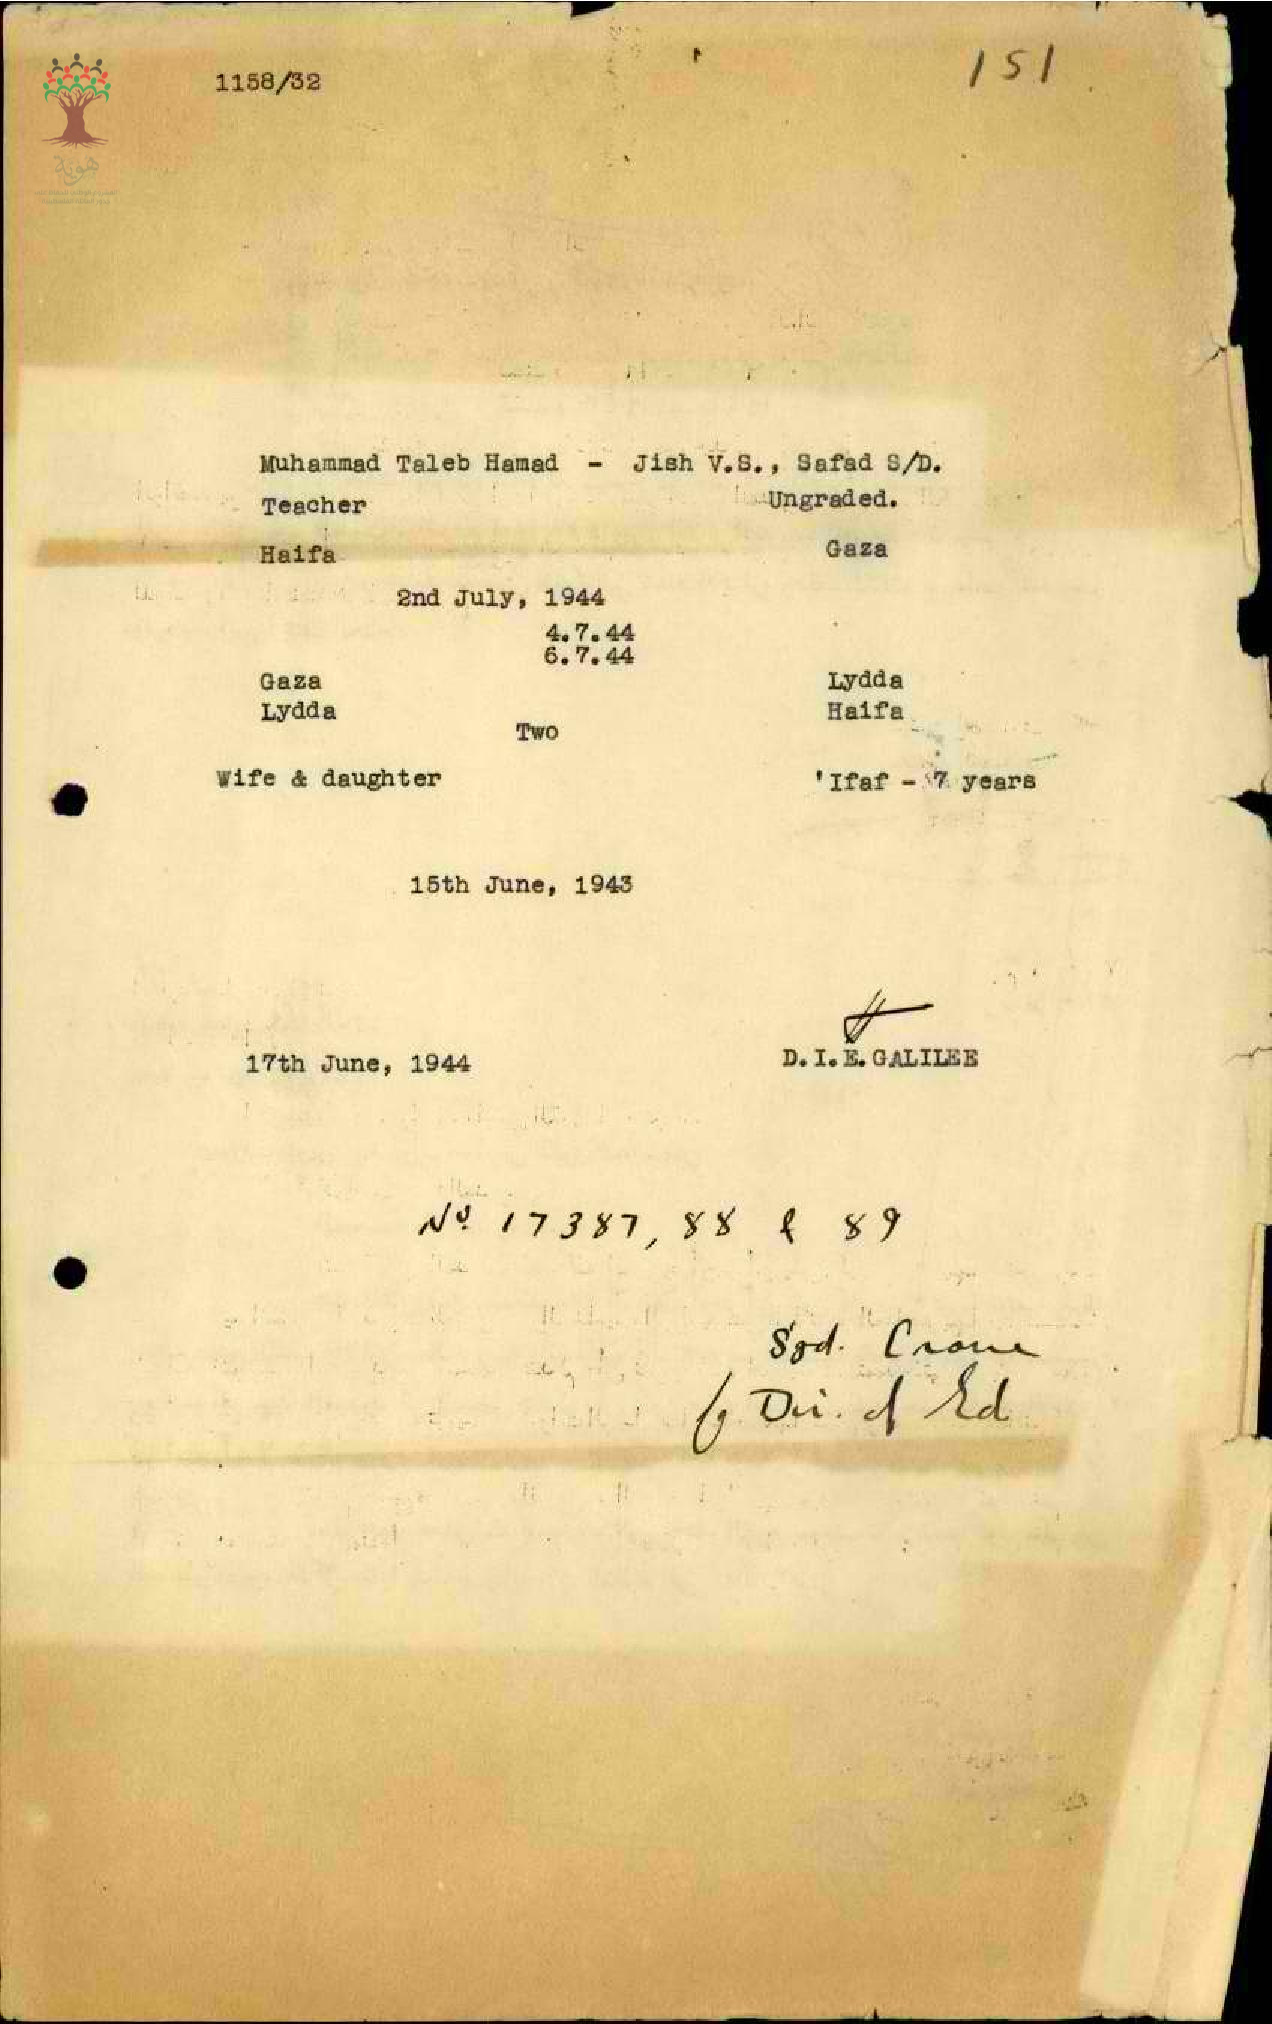 151
1158/32
هوية
Muhammad Taleb Hamad - Jish V.S., Safad S/D.
Teacher Ungraded.
Haifa Gaza
2nd July, 1944
4.7.44
6.7.44
Gaza Lydda
Lydda Haifa
Two
Wife & daughter 'Ifaf - 7 years
15th June, 1943
17th June, 1944 D.I.E.GALILEE
No. 17387, 88 & 89
Sgd. Crone
f Dir. of Ed